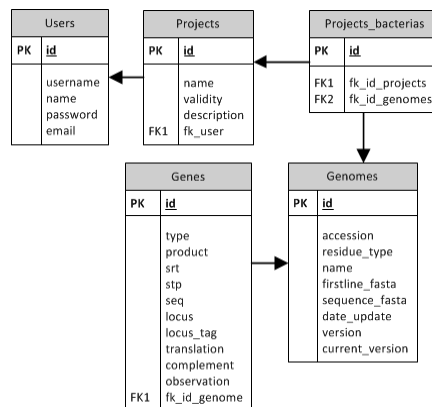 Users
PK id
username
name
password
email
Projects
PK id
name
validity
description
FK1 fk_user
Projects_bacterias
PK id
FK1 fk_id_projects
FK2 fk_id_genomes
Genes
PK id
type
product
srt
stp
seq
locus
locus_tag
translation
complement
observation
FK1 fk_id_genome
Genomes
PK id
accession
residue_type
name
firstline_fasta
sequence_fasta
date_update
version
current_version